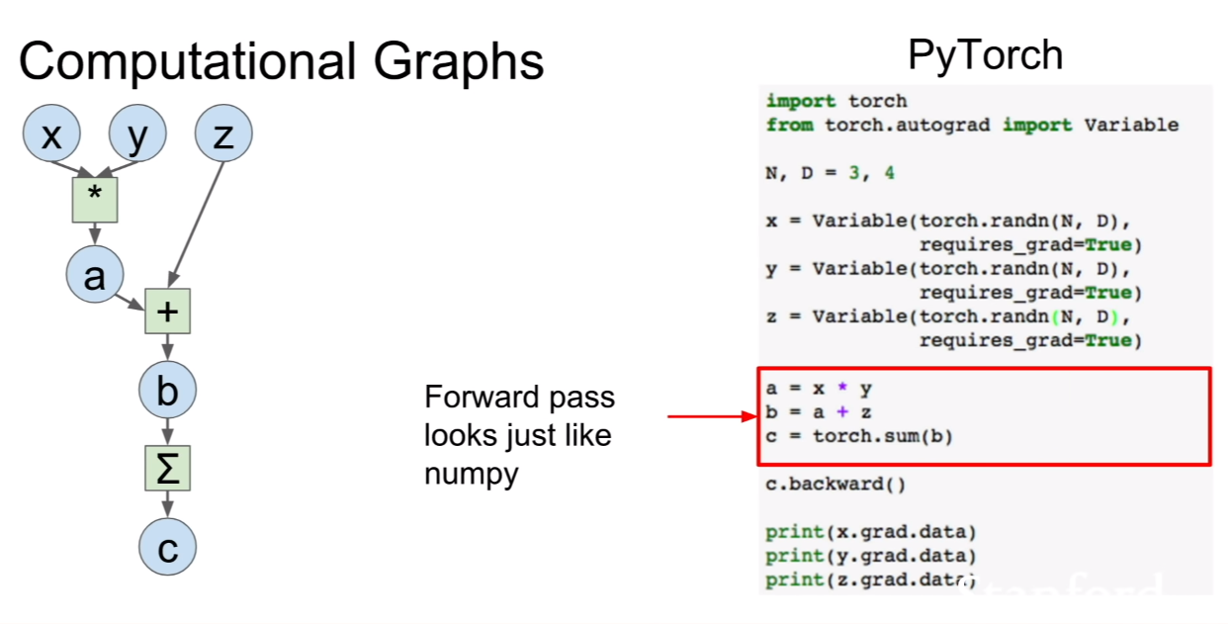 Computational Graphs
x
y
z
*
a
+
b
Σ
c
Forward pass
looks just like
numpy
PyTorch
import torch
from torch.autograd import Variable
N, D = 3, 4
x = Variable(torch.randn(N, D),
requires_grad=True)
y = Variable(torch.randn(N, D),
requires_grad=True)
z = Variable(torch.randn(N, D),
requires_grad=True)
a = x * y
b = a + z
c = torch.sum(b)
c.backward()
print(x.grad.data)
print(y.grad.data)
print(z.grad.data)
Stanford